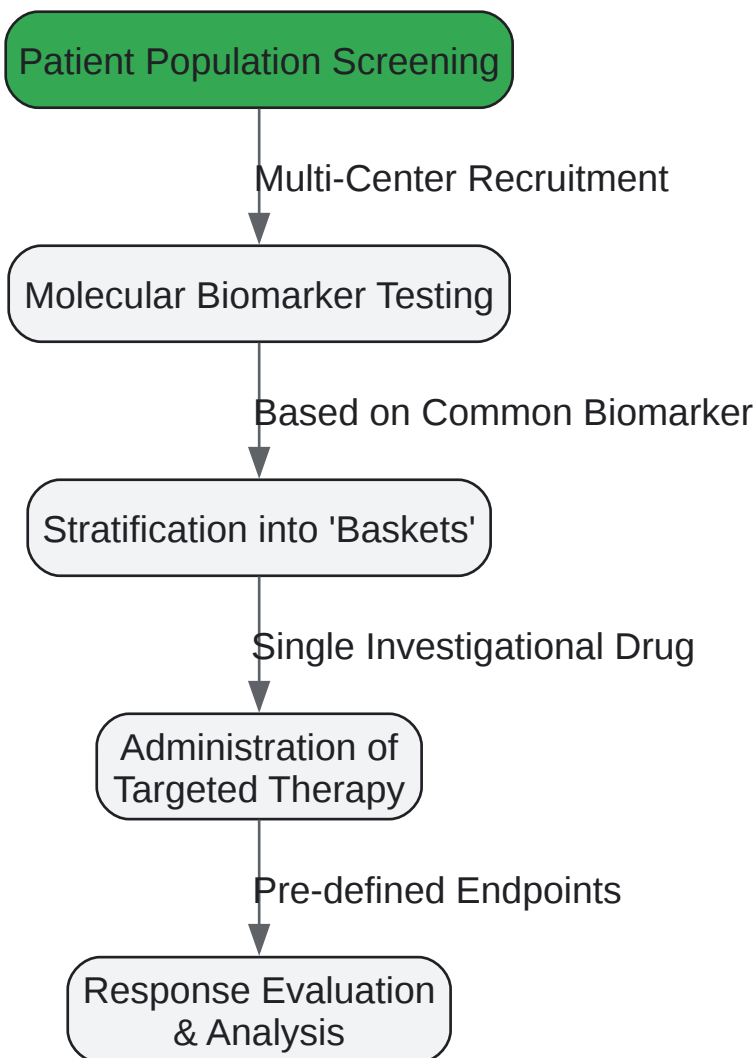 Patient Population Screening
Multi-Center Recruitment
Molecular Biomarker Testing
Based on Common Biomarker
Stratification into 'Baskets'
Single Investigational Drug
Administration of
Targeted Therapy
Pre-defined Endpoints
Response Evaluation
& Analysis